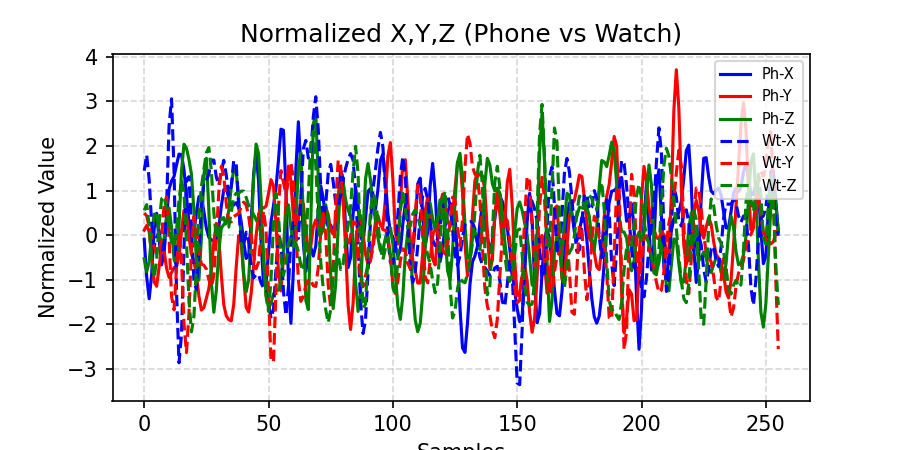 Normalized X,Y,Z (Phone vs Watch)
Normalized Value
4
3
2
1
0
−1
−2
−3
Ph-X
Ph-Y
Ph-Z
Wt-X
Wt-Y
Wt-Z
0 50 100 150 200 250
Samples